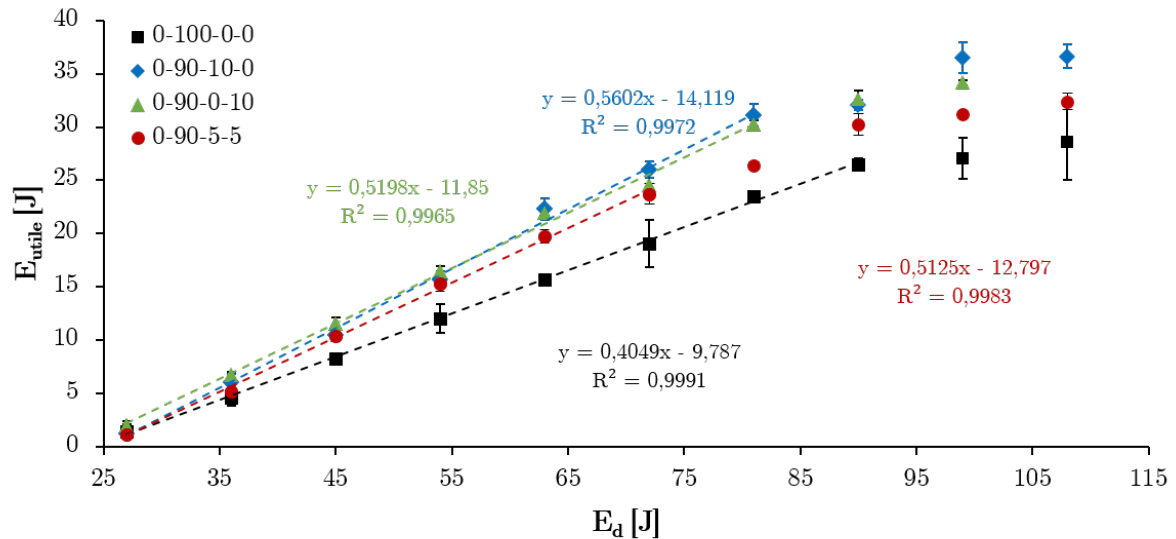 40
35
30
25
20
15
10
5
0
E_utile [J]
0-100-0-0
0-90-10-0
0-90-0-10
0-90-5-5
y = 0,5602x - 14,119
R² = 0,9972
y = 0,5198x - 11,85
R² = 0,9965
y = 0,5125x - 12,797
R² = 0,9983
y = 0,4049x - 9,787
R² = 0,9991
25 35 45 55 65 75 85 95 105 115
E_d [J]